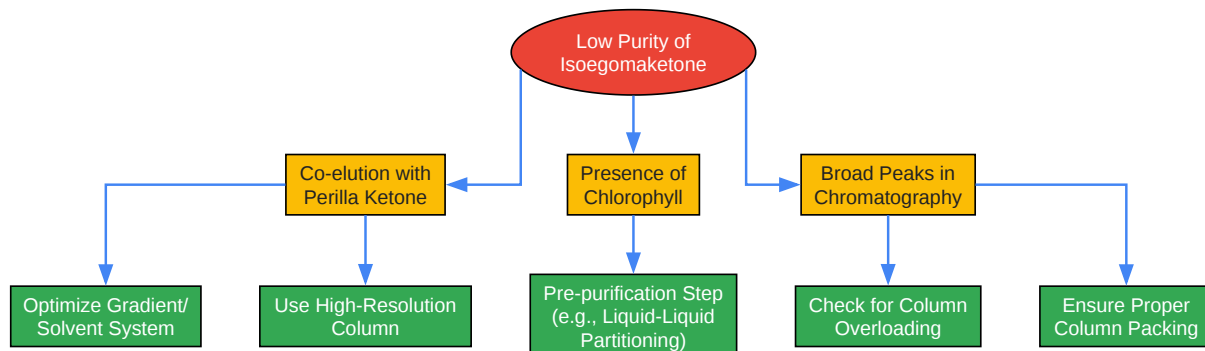 Low Purity of
Isoegomaketone
Co-elution with
Perilla Ketone
Presence of
Chlorophyll
Broad Peaks in
Chromatography
Optimize Gradient/
Solvent System
Use High-Resolution
Column
Pre-purification Step
(e.g., Liquid-Liquid
Partitioning)
Check for Column
Overloading
Ensure Proper
Column Packing